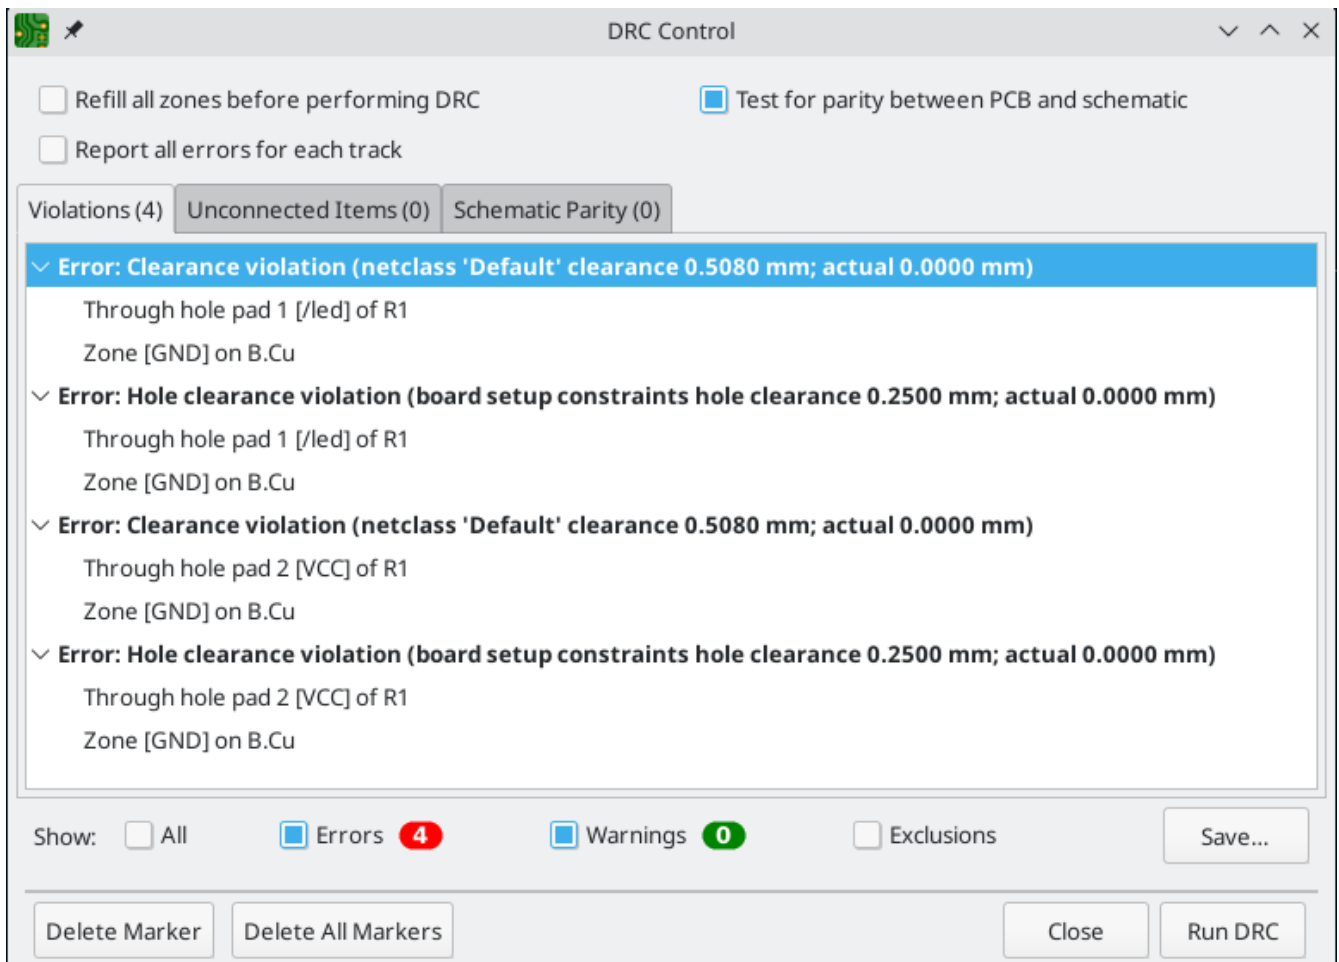 DRC Control
Refill all zones before performing DRC
Test for parity between PCB and schematic
Report all errors for each track
Violations (4)
Unconnected Items (0)
Schematic Parity (0)
Error: Clearance violation (netclass 'Default' clearance 0.5080 mm; actual 0.0000 mm)
Through hole pad 1 [/led] of R1
Zone [GND] on B.Cu
Error: Hole clearance violation (board setup constraints hole clearance 0.2500 mm; actual 0.0000 mm)
Through hole pad 1 [/led] of R1
Zone [GND] on B.Cu
Error: Clearance violation (netclass 'Default' clearance 0.5080 mm; actual 0.0000 mm)
Through hole pad 2 [VCC] of R1
Zone [GND] on B.Cu
Error: Hole clearance violation (board setup constraints hole clearance 0.2500 mm; actual 0.0000 mm)
Through hole pad 2 [VCC] of R1
Zone [GND] on B.Cu
Show: All Errors 4 Warnings 0 Exclusions Save...
Delete Marker Delete All Markers Close Run DRC